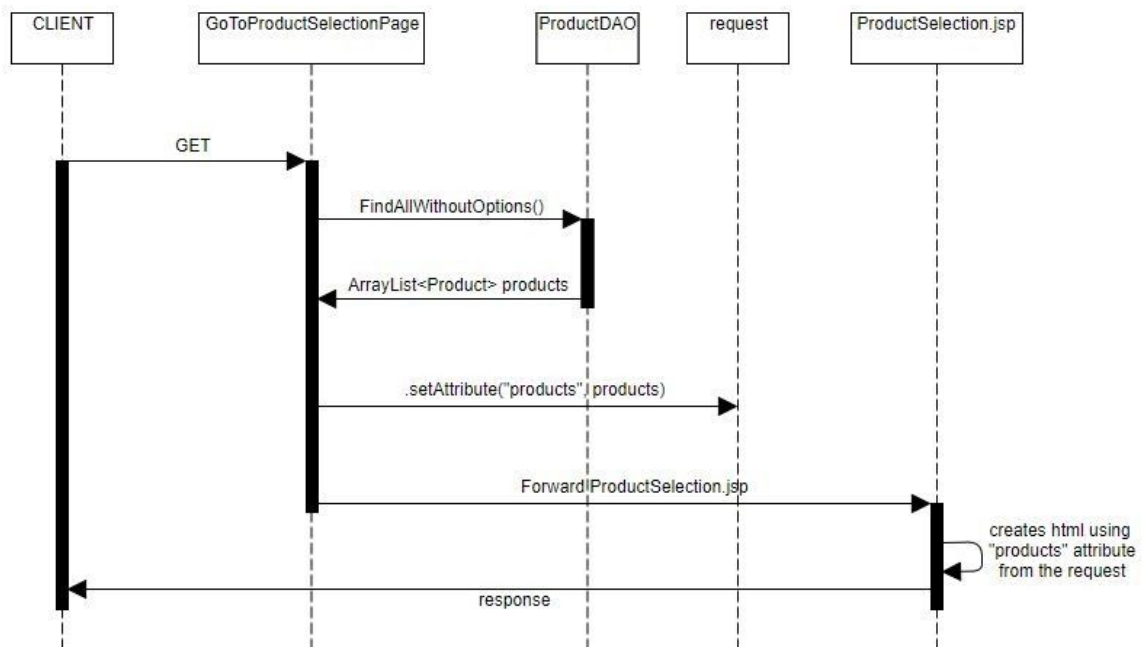 CLIENT
GoToProductSelectionPage
ProductDAO
request
ProductSelection.jsp
GET
FindAllWithoutOptions()
ArrayList<Product> products
.setAttribute("products", products)
Forward ProductSelection.jsp
creates html using
"products" attribute
from the request
response